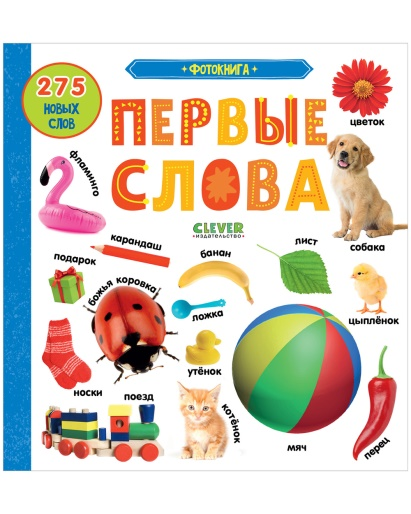 ФОТОКНИГА
275
НОВЫХ
СЛОВ
ПЕРВЫЕ
СЛОВА
CLEVER
ИЗДАТЕЛЬСТВО
цветок
фламинго
карандаш
банан
лист
собака
подарок
божья коровка
ложка
цыплёнок
утёнок
носки
поезд
котёнок
мяч
перец